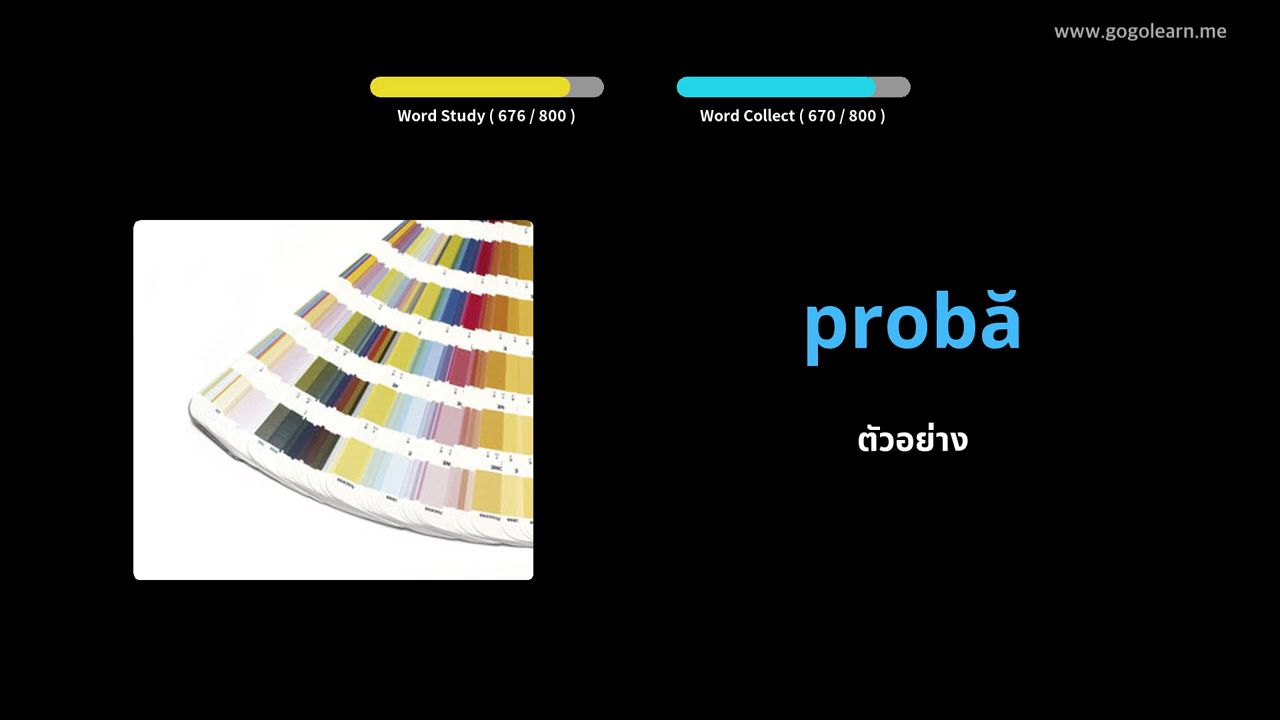 www.gogolearn.me
Word Study ( 676 / 800 )
Word Collect ( 670 / 800 )
probă
ตัวอย่าง